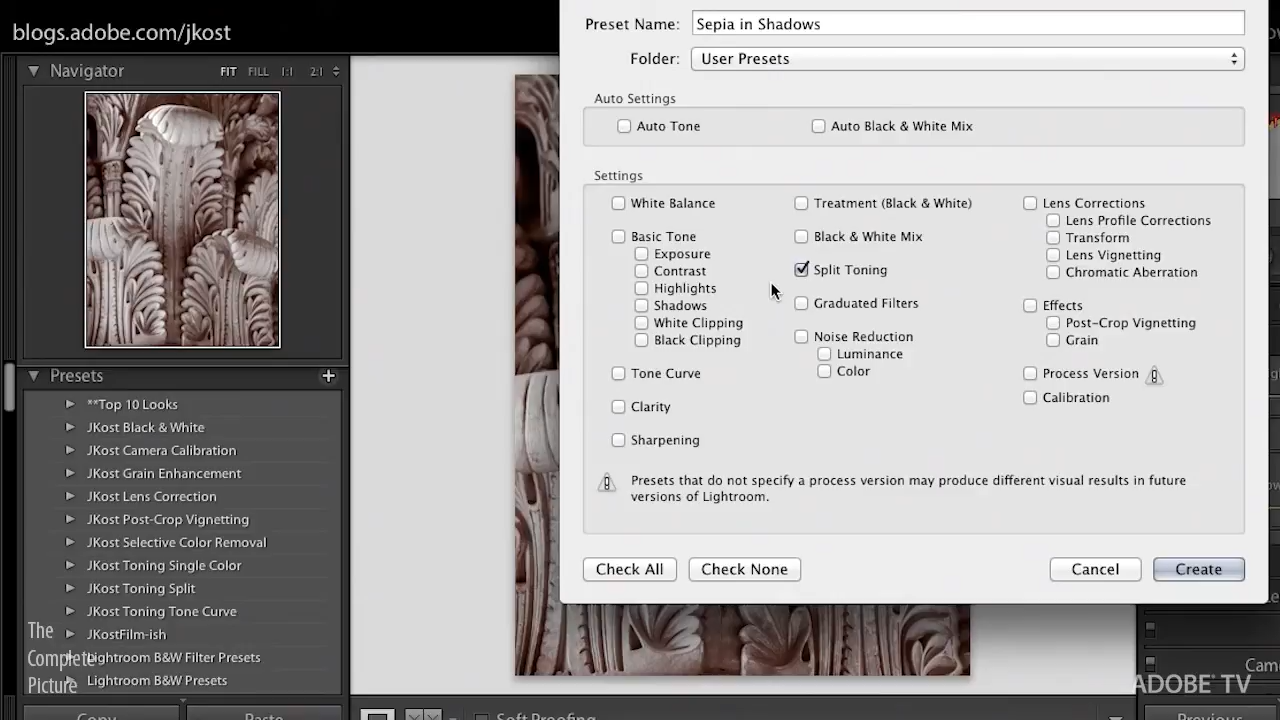 blogs.adobe.com/jkost
Navigator
FIT FILL 1:1 2:1
Presets
**Top 10 Looks
JKost Black & White
JKost Camera Calibration
JKost Grain Enhancement
JKost Lens Correction
JKost Post-Crop Vignetting
JKost Selective Color Removal
JKost Toning Single Color
JKost Toning Split
JKost Toning Tone Curve
JKostFilm-ish
Lightroom B&W Filter Presets
Lightroom B&W Presets
The
Complete
Picture
Copy... Paste
Soft Proofing
Preset Name: Sepia in Shadows
Folder: User Presets
Auto Settings
Auto Tone
Auto Black & White Mix
Settings
White Balance
Basic Tone
Exposure
Contrast
Highlights
Shadows
White Clipping
Black Clipping
Tone Curve
Clarity
Sharpening
Treatment (Black & White)
Black & White Mix
Split Toning
Graduated Filters
Noise Reduction
Luminance
Color
Lens Corrections
Lens Profile Corrections
Transform
Lens Vignetting
Chromatic Aberration
Effects
Post-Crop Vignetting
Grain
Process Version
Calibration
Presets that do not specify a process version may produce different visual results in future
versions of Lightroom.
Check All Check None Cancel Create
Came
ADOBE® TV
Previous